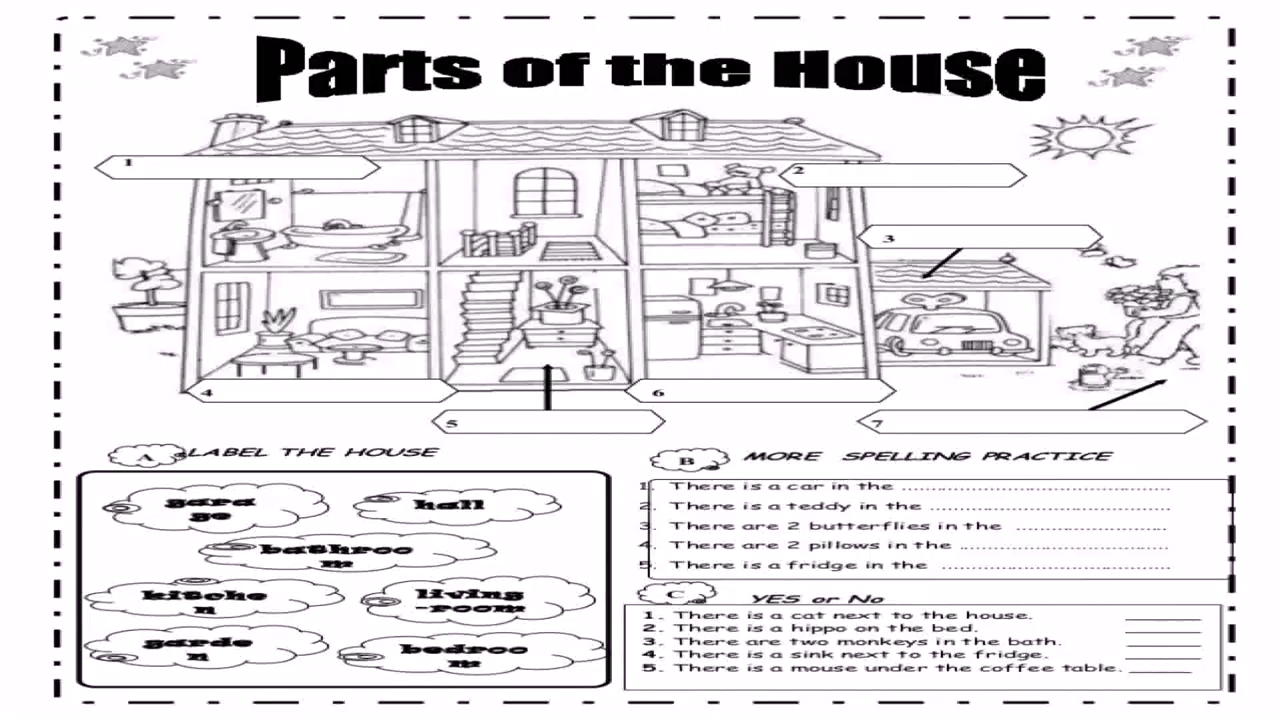 Parts of the House
1
2
3
4
6
5
7
A LABEL THE HOUSE
gara
ge
hall
bathroo
m
kitche
n
living
-room
garde
n
bedroo
m
B MORE SPELLING PRACTICE
1. There is a car in the ........................................
2. There is a teddy in the ....................................
3. There are 2 butterflies in the ......................
4. There are 2 pillows in the ...............................
5. There is a fridge in the ..................................
C YES or No
1. There is a cat next to the house. ________
2. There is a hippo on the bed. ________
3. There are two monkeys in the bath. ________
4. There is a sink next to the fridge. ________
5. There is a mouse under the coffee table. ________